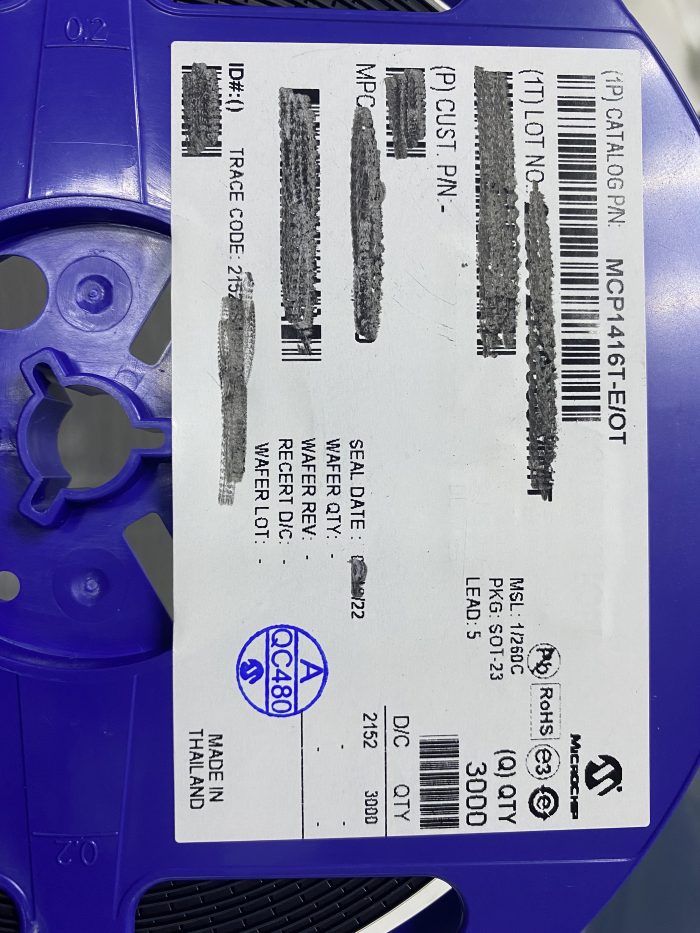 (1P) CATALOG P/N: MCP1416T-E/OT
(1T) LOT NO.
(P) CUST. P/N:-
MPC
ID#:()
TRACE CODE: 2152
MICROCHIP
Pb
RoHS
e3
e
MSL: 1/260C
PKG: SOT-23
LEAD: 5
(Q) QTY
3000
SEAL DATE : /22
WAFER QTY: -
WAFER REV: -
RECERT D/C: -
WAFER LOT: -
D/C QTY
2152 3000
- -
- -
A
QC480
MADE IN
THAILAND
0.2
0.2